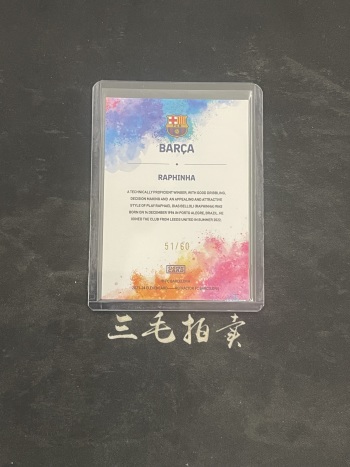 BARÇA
RAPHINHA
A TECHNICALLY PROFICIENT WINGER, WITH GOOD DRIBBLING,
DECISION MAKING AND AN APPEALING AND ATTRACTIVE
STYLE OF PLAY. RAPHAEL DIAS BELLOLI 'RAPHINHA' WAS
BORN ON 14 DECEMBER 1996 IN PORTO ALEGRE, BRAZIL. HE
JOINED THE CLUB FROM LEEDS UNITED IN SUMMER 2022.
51/60
三毛拍卖